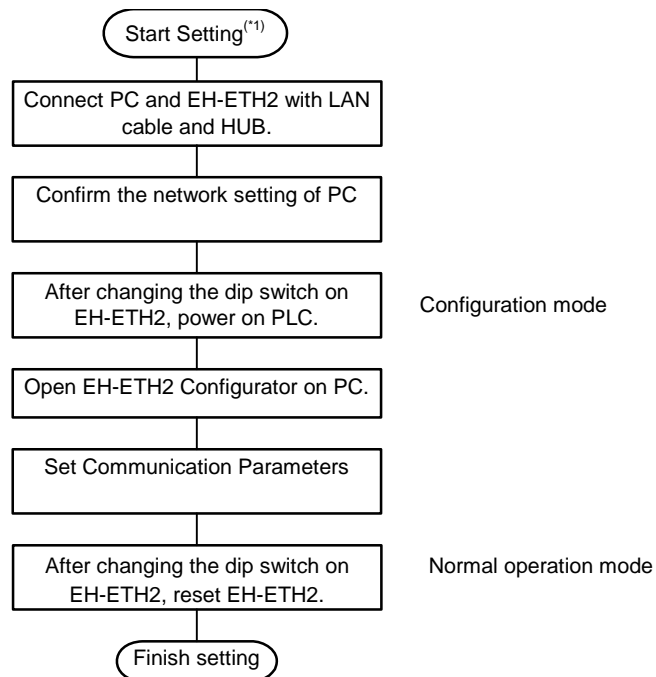 Start Setting(*1)
Connect PC and EH-ETH2 with LAN
cable and HUB.
Confirm the network setting of PC
After changing the dip switch on
EH-ETH2, power on PLC.
Configuration mode
Open EH-ETH2 Configurator on PC.
Set Communication Parameters
After changing the dip switch on
EH-ETH2, reset EH-ETH2.
Normal operation mode
Finish setting